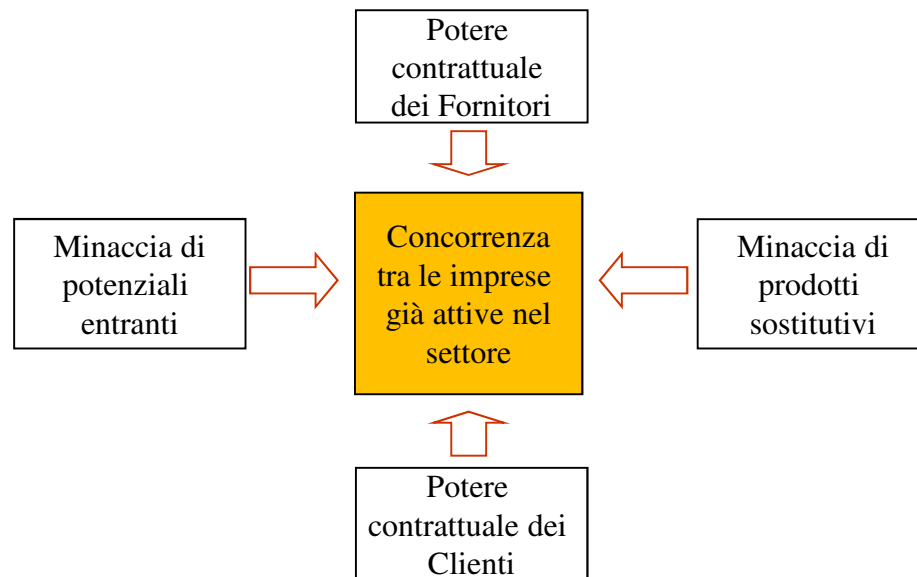 Potere
contrattuale
dei Fornitori
Minaccia di
potenziali
entranti
Concorrenza
tra le imprese
già attive nel
settore
Minaccia di
prodotti
sostitutivi
Potere
contrattuale dei
Clienti